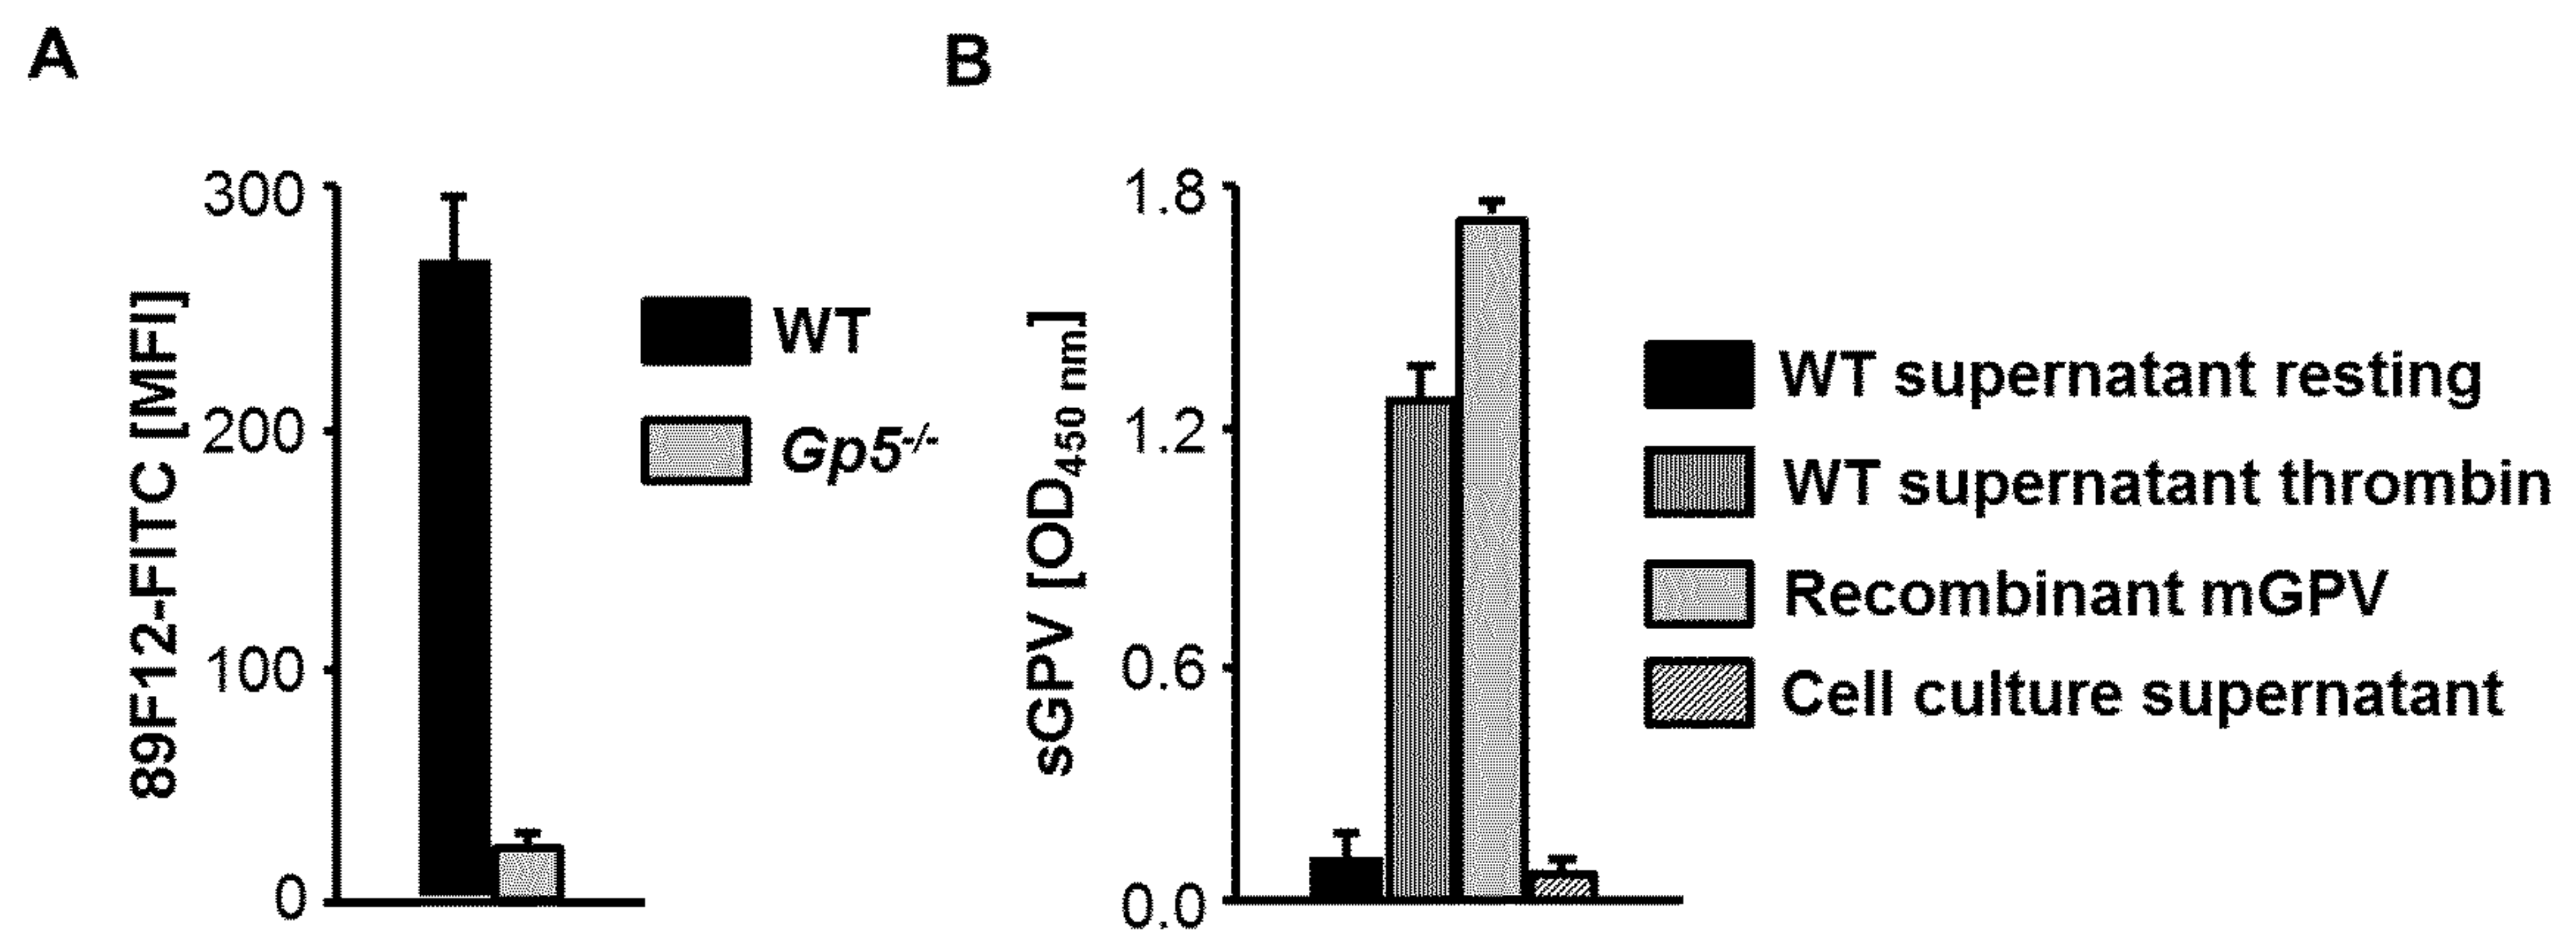 A
89F12-FITC [MFI]
300
200
100
0
WT
Gp5-/-
B
sGPV [OD450 nm]
1.8
1.2
0.6
0.0
WT supernatant resting
WT supernatant thrombin
Recombinant mGPV
Cell culture supernatant